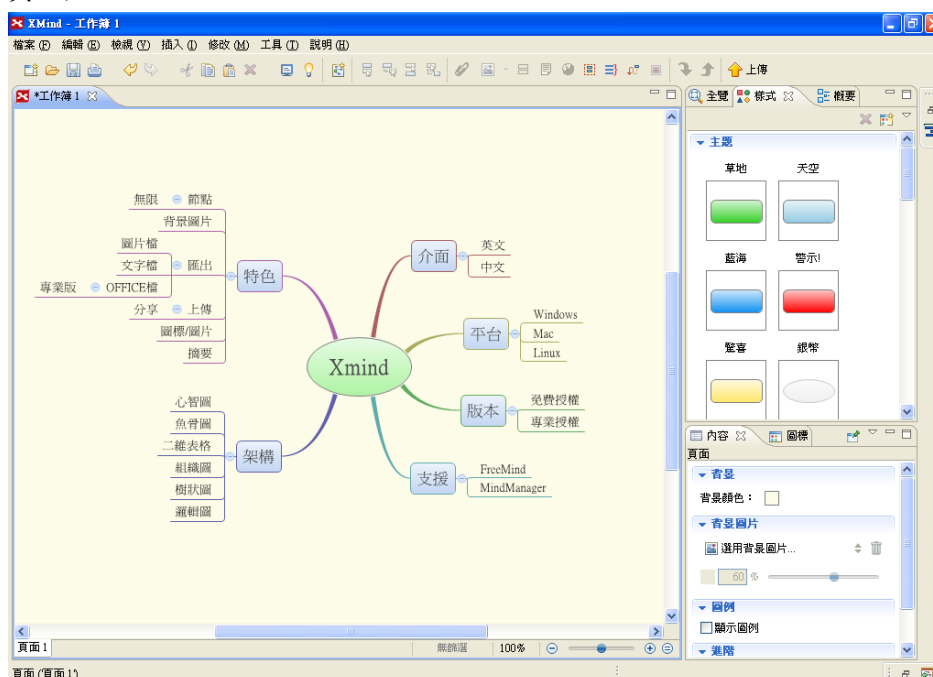 XMind - 工作簿 1
檔案(F) 編輯(E) 檢視(V) 插入(I) 修改(M) 工具(T) 說明(H)
上傳
*工作簿 1
全覽 樣式 概要
主題
草地 天空
藍海 警示!
驚喜 銀幣
無限 節點
背景圖片
圖片檔
文字檔 匯出
專業版 OFFICE檔
分享 上傳
圖標/圖片
摘要
特色
心智圖
魚骨圖
二維表格
組織圖
樹狀圖
邏輯圖
架構
Xmind
介面
英文
中文
平台
Windows
Mac
Linux
版本
免費授權
專業授權
支援
FreeMind
MindManager
內容 圖標
頁面
背景
背景顏色：
背景圖片
選用背景圖片...
60 %
圖例
顯示圖例
進階
頁面 1
無篩選 100%
頁面 ('頁面 1')